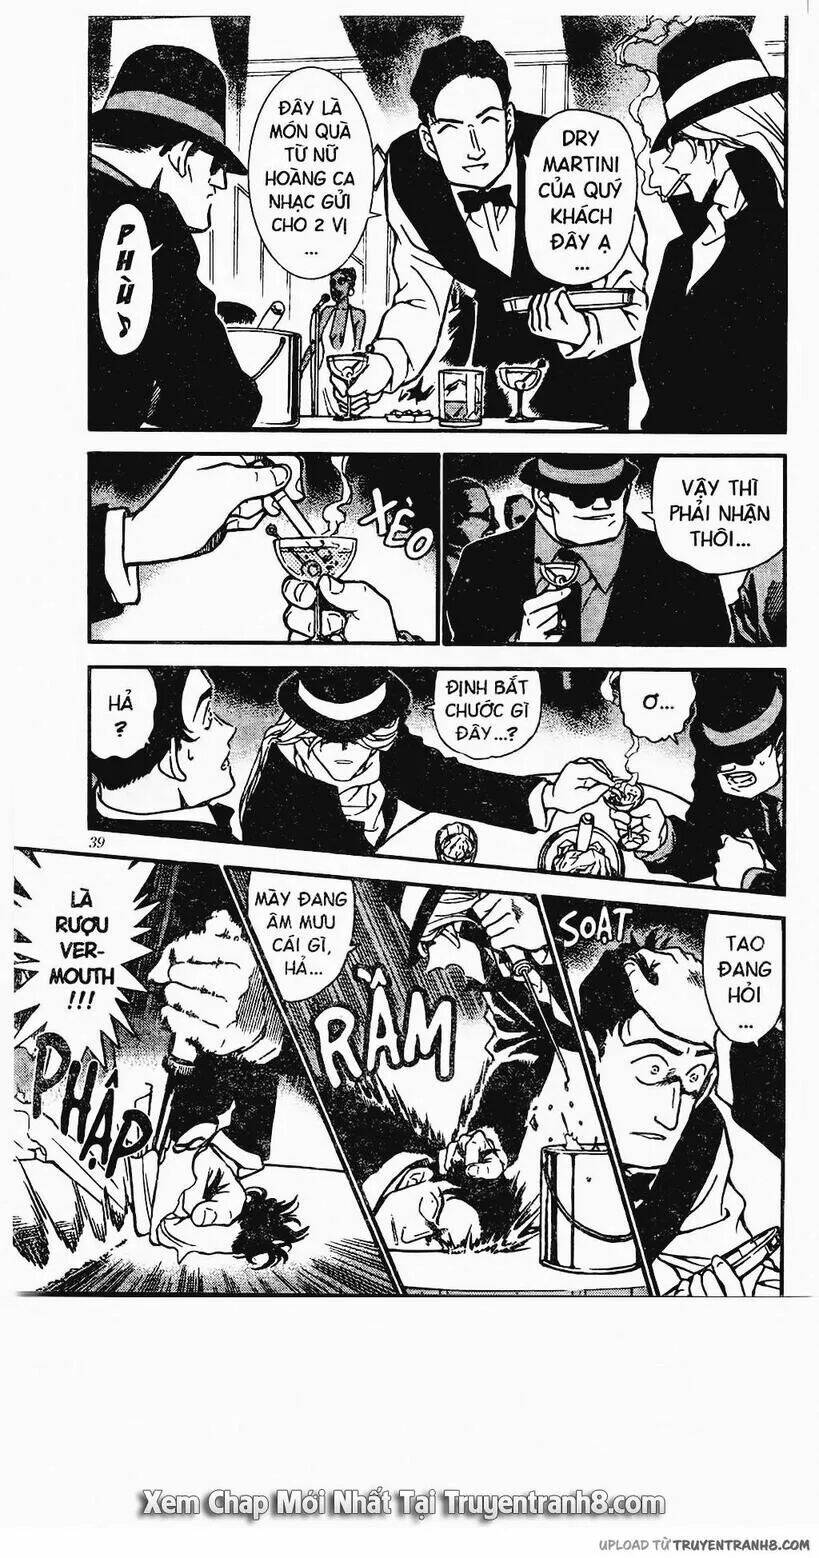 ĐÂY LÀ
MÓN QUÀ
TỪ NỮ
HOÀNG CA
NHẠC GỬI
CHO 2 VỊ
...
DRY
MARTINI
CỦA QUÝ
KHÁCH
ĐÂY Ạ
...
PHÙ♪
XÈO
VẬY THÌ
PHẢI NHẬN
THÔI...
HẢ
?
ĐỊNH BẮT
CHƯỚC GÌ
ĐÂY...?
Ơ...
39
LÀ
RƯỢU
VER-
MOUTH
!!!
PHẬP
MÀY ĐANG
ÂM MƯU
CÁI GÌ,
HẢ...
RẦM
SOẠT
TAO
ĐANG
HỎI
...
Xem Chap Mới Nhất Tại Truyentranh8.com
UPLOAD TỪ TRUYENTRANH8.COM